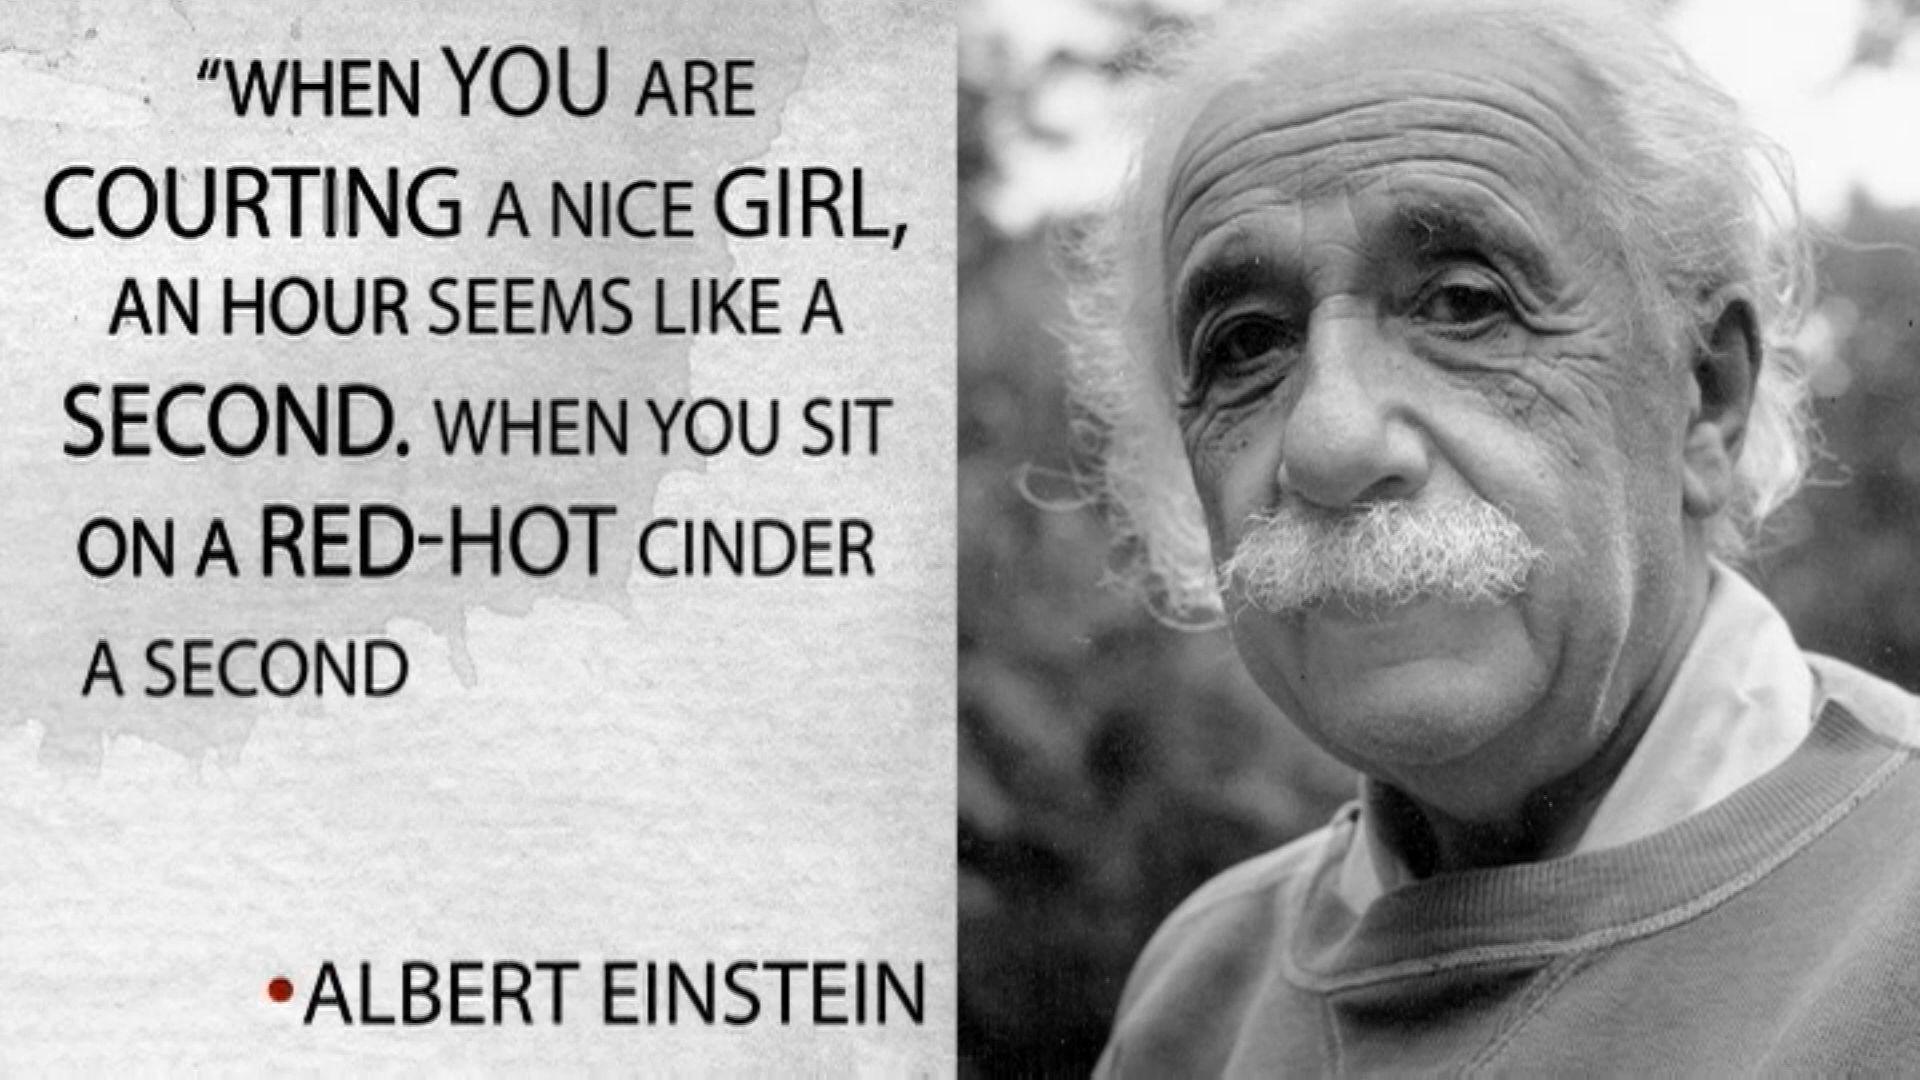 “WHEN YOU ARE
COURTING A NICE GIRL,
AN HOUR SEEMS LIKE A
SECOND. WHEN YOU SIT
ON A RED-HOT CINDER
A SECOND
•ALBERT EINSTEIN